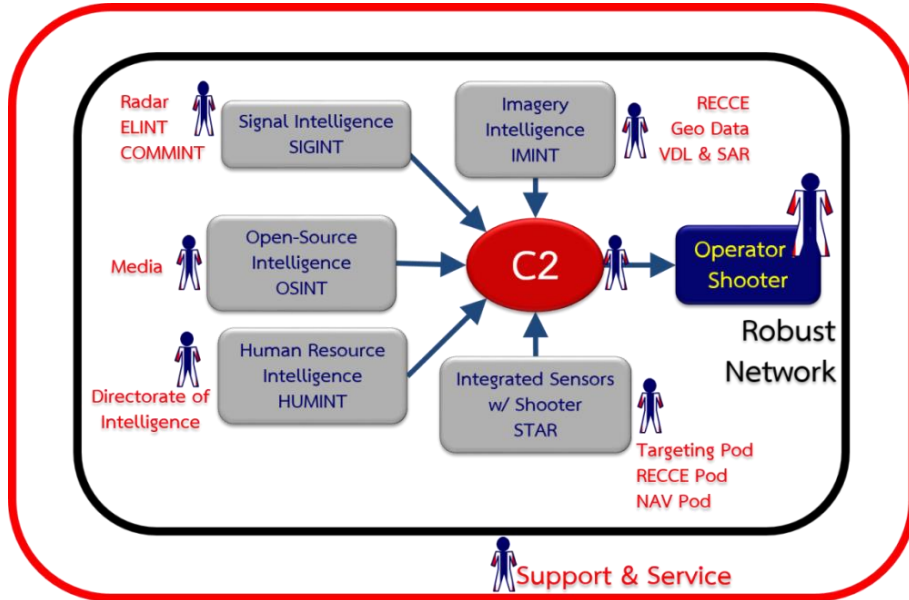 Radar
ELINT
COMMINT
Signal Intelligence
SIGINT
Imagery
Intelligence
IMINT
RECCE
Geo Data
VDL & SAR
Media
Open-Source
Intelligence
OSINT
C2
Operator
Shooter
Robust
Network
Directorate of
Intelligence
Human Resource
Intelligence
HUMINT
Integrated Sensors
w/ Shooter
STAR
Targeting Pod
RECCE Pod
NAV Pod
Support & Service